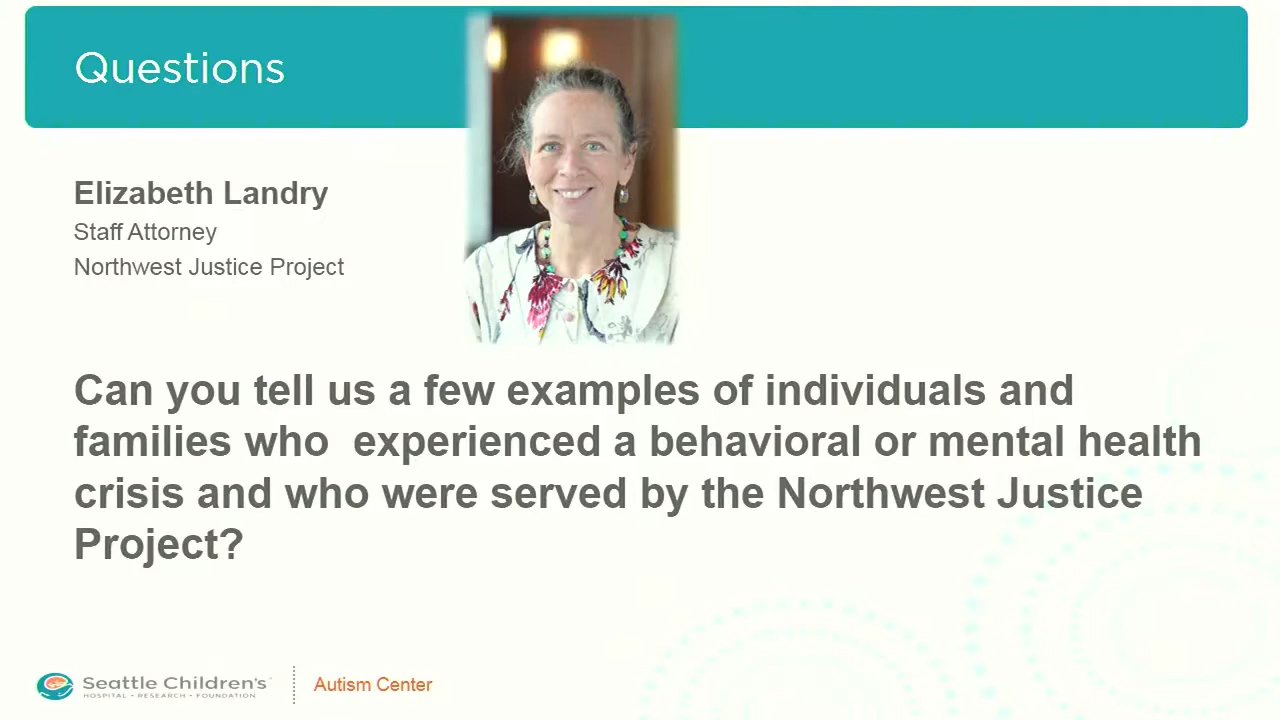 Questions
Elizabeth Landry
Staff Attorney
Northwest Justice Project
Can you tell us a few examples of individuals and
families who  experienced a behavioral or mental health
crisis and who were served by the Northwest Justice
Project?
Seattle Children's
HOSPITAL • RESEARCH • FOUNDATION
Autism Center